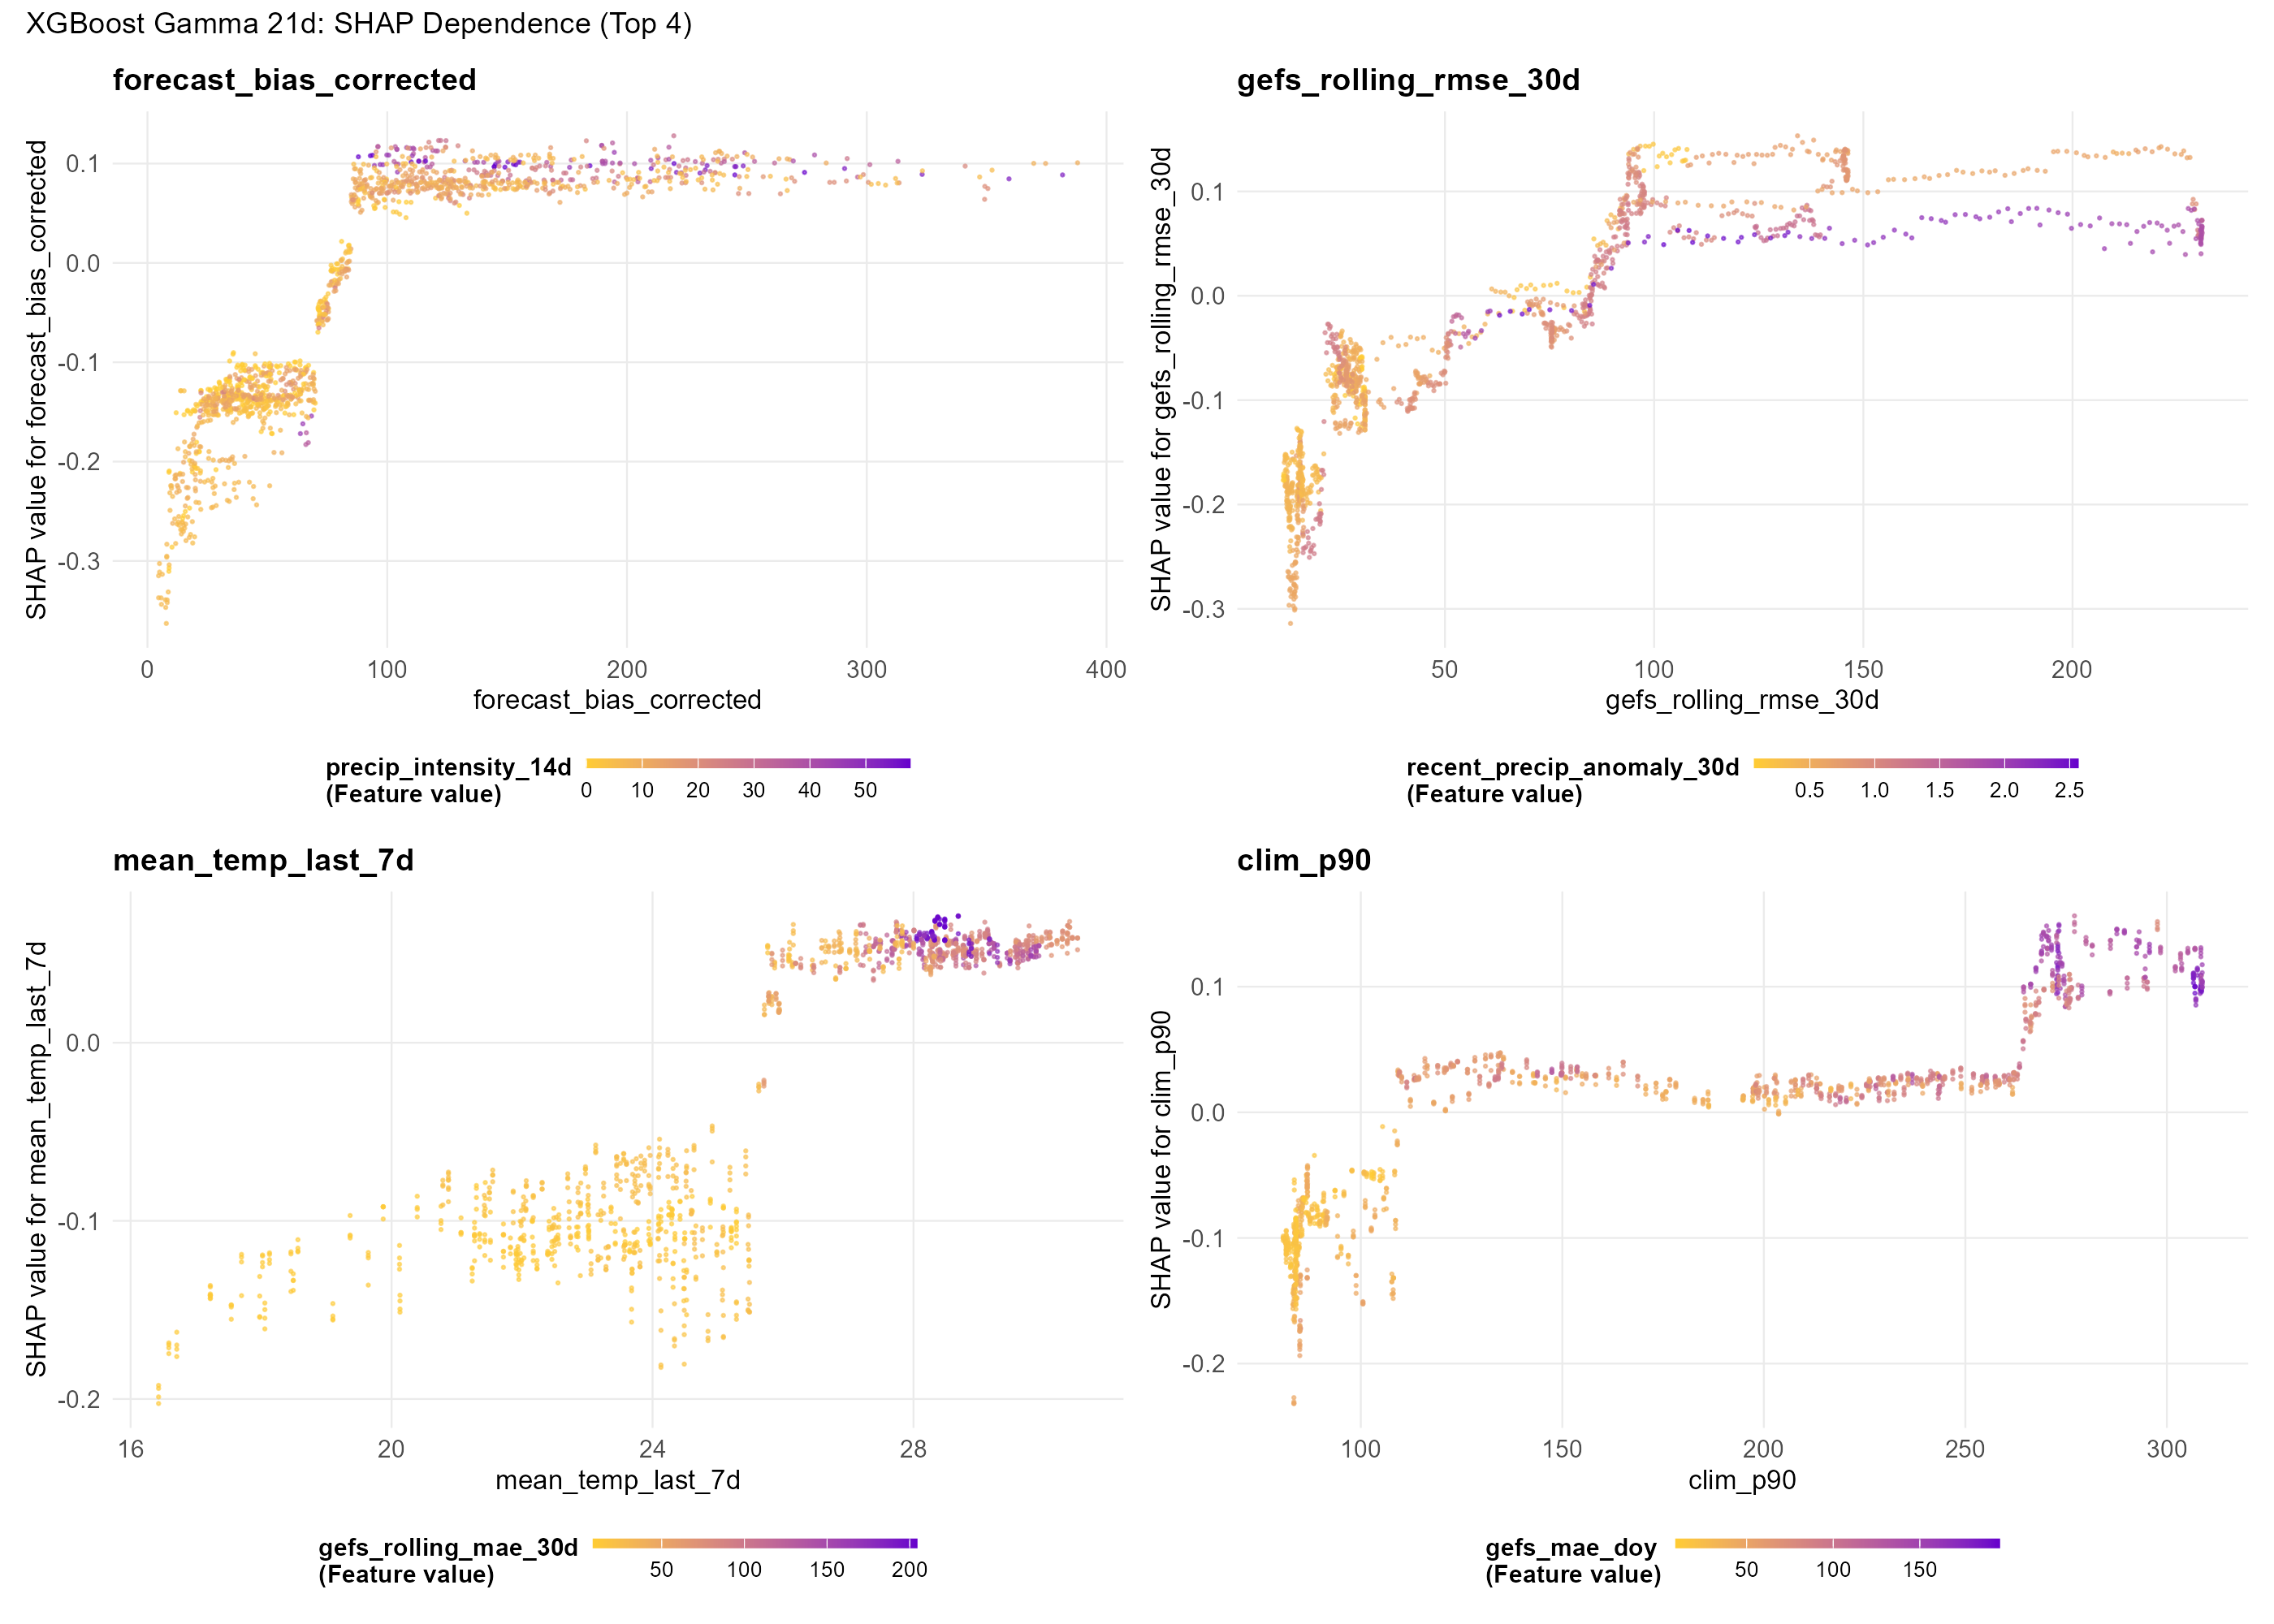 XGBoost Gamma 21d: SHAP Dependence (Top 4)
forecast_bias_corrected
SHAP value for forecast_bias_corrected
0.1
0.0
-0.1
-0.2
-0.3
0 100 200 300 400
forecast_bias_corrected
precip_intensity_14d
(Feature value)
0 10 20 30 40 50
gefs_rolling_rmse_30d
SHAP value for gefs_rolling_rmse_30d
0.1
0.0
-0.1
-0.2
-0.3
50 100 150 200
gefs_rolling_rmse_30d
recent_precip_anomaly_30d
(Feature value)
0.5 1.0 1.5 2.0 2.5
mean_temp_last_7d
SHAP value for mean_temp_last_7d
0.0
-0.1
-0.2
16 20 24 28
mean_temp_last_7d
gefs_rolling_mae_30d
(Feature value)
50 100 150 200
clim_p90
SHAP value for clim_p90
0.1
0.0
-0.1
-0.2
100 150 200 250 300
clim_p90
gefs_mae_doy
(Feature value)
50 100 150